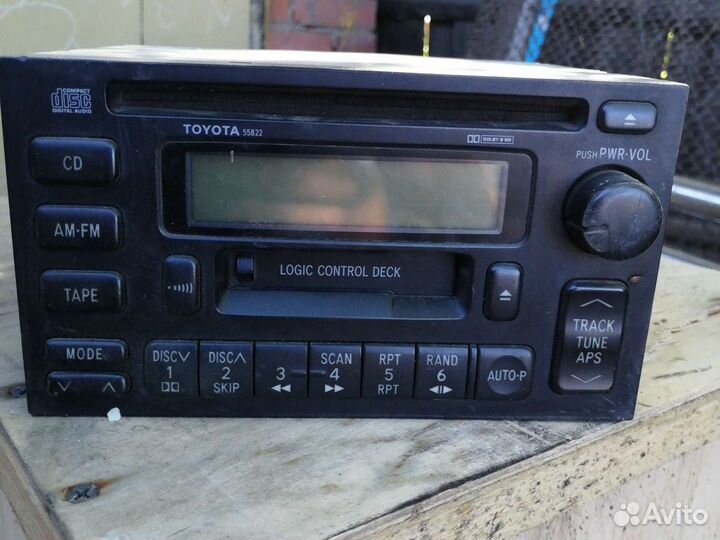 COMPACT
disc
DIGITAL AUDIO
TOYOTA 55822
DOLBY B NR
PUSH PWR·VOL
CD
AM·FM
TAPE
LOGIC CONTROL DECK
MODE
DISC
1
DISC
2
SKIP
3
SCAN
4
RPT
5
RPT
RAND
6
AUTO·P
TRACK
TUNE
APS
Avito